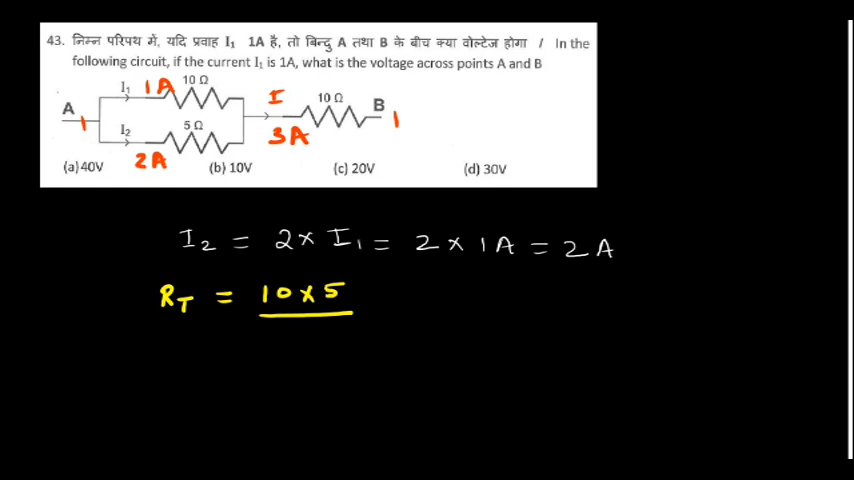 43. निम्न परिपथ में, यदि प्रवाह I₁ 1A है, तो बिन्दु A तथा B के बीच क्या वोल्टेज होगा / In the
following circuit, if the current I₁ is 1A, what is the voltage across points A and B
I₁ 1A 10 Ω I 10 Ω B
A
I₂ 5 Ω 3A
2A
(a) 40V (b) 10V (c) 20V (d) 30V
I₂ = 2 × I₁ = 2 × 1A = 2A
R_T = 10 × 5